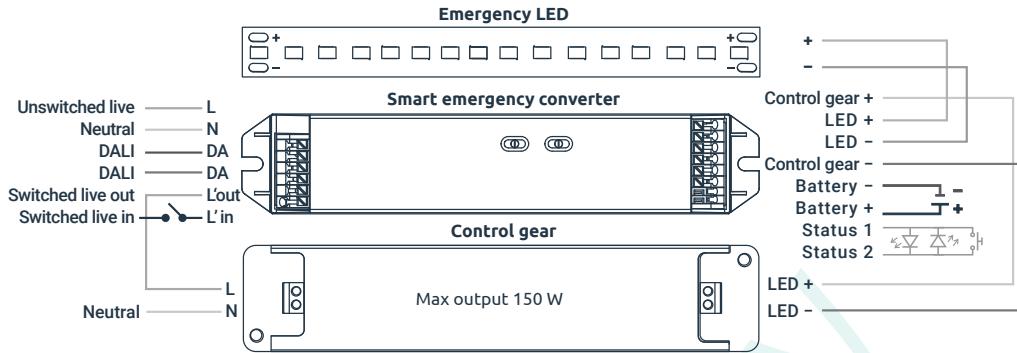 Emergency LED
+ +
− −
+
−
Smart emergency converter
Unswitched live L
Neutral N
DALI DA
DALI DA
Switched live out L'out
Switched live in L' in
Control gear +
LED +
LED −
Control gear −
Battery − −
Battery + +
Status 1
Status 2
Control gear
L
Neutral N
Max output 150 W
LED +
LED −